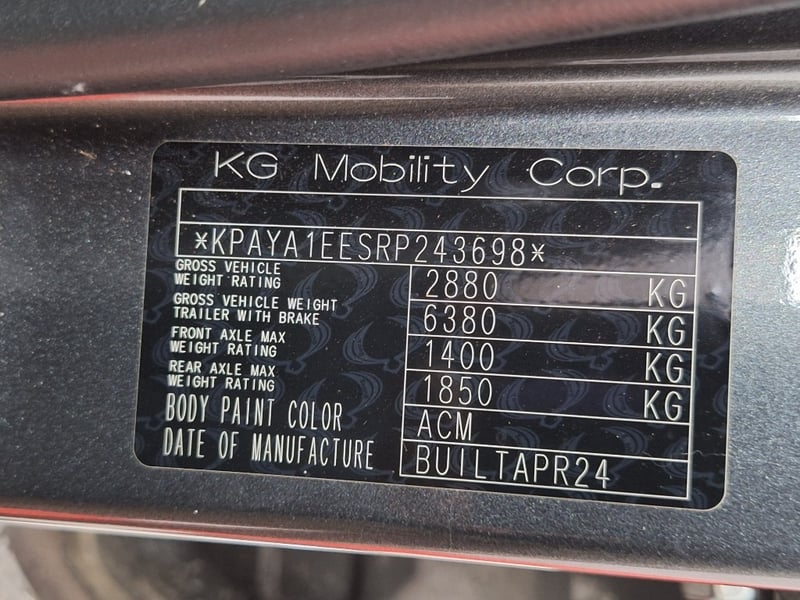 KG Mobility Corp.
*KPAYA1EESRP243698*
GROSS VEHICLE
WEIGHT RATING 2880 KG
GROSS VEHICLE WEIGHT
TRAILER WITH BRAKE 6380 KG
FRONT AXLE MAX
WEIGHT RATING 1400 KG
REAR AXLE MAX
WEIGHT RATING 1850 KG
BODY PAINT COLOR ACM
DATE OF MANUFACTURE BUILTAPR24